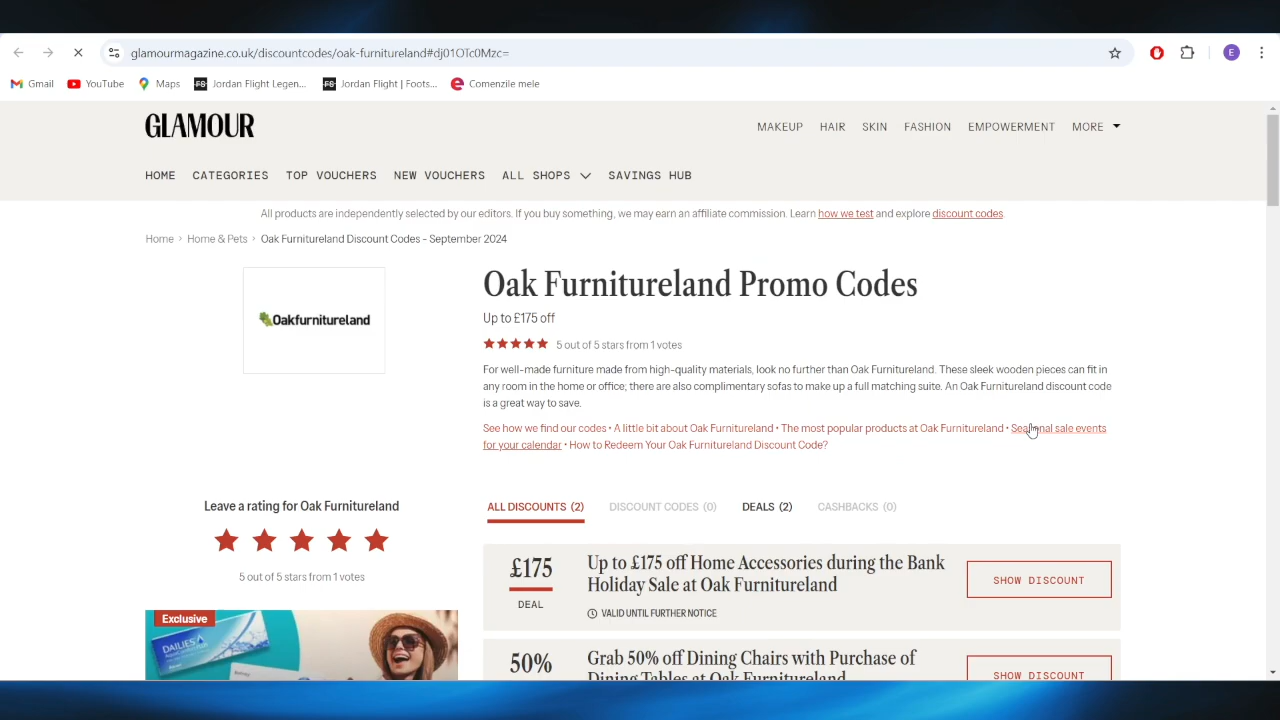 glamourmagazine.co.uk/discountcodes/oak-furnitureland#dj01OTc0Mzc=
E
Gmail YouTube Maps FS Jordan Flight Legen... FS Jordan Flight | Foots... e Comenzile mele
GLAMOUR
MAKEUP HAIR SKIN FASHION EMPOWERMENT MORE
HOME CATEGORIES TOP VOUCHERS NEW VOUCHERS ALL SHOPS SAVINGS HUB
All products are independently selected by our editors. If you buy something, we may earn an affiliate commission. Learn how we test and explore discount codes.
Home > Home & Pets > Oak Furnitureland Discount Codes - September 2024
Oakfurnitureland
Oak Furnitureland Promo Codes
Up to £175 off
5 out of 5 stars from 1 votes
For well-made furniture made from high-quality materials, look no further than Oak Furnitureland. These sleek wooden pieces can fit in
any room in the home or office; there are also complimentary sofas to make up a full matching suite. An Oak Furnitureland discount code
is a great way to save.
See how we find our codes • A little bit about Oak Furnitureland • The most popular products at Oak Furnitureland • Seasonal sale events
for your calendar • How to Redeem Your Oak Furnitureland Discount Code?
Leave a rating for Oak Furnitureland
5 out of 5 stars from 1 votes
ALL DISCOUNTS (2) DISCOUNT CODES (0) DEALS (2) CASHBACKS (0)
£175
DEAL
Up to £175 off Home Accessories during the Bank
Holiday Sale at Oak Furnitureland
VALID UNTIL FURTHER NOTICE
SHOW DISCOUNT
Exclusive
DAILIES
50%
Grab 50% off Dining Chairs with Purchase of
Dining Tables at Oak Furnitureland
SHOW DISCOUNT